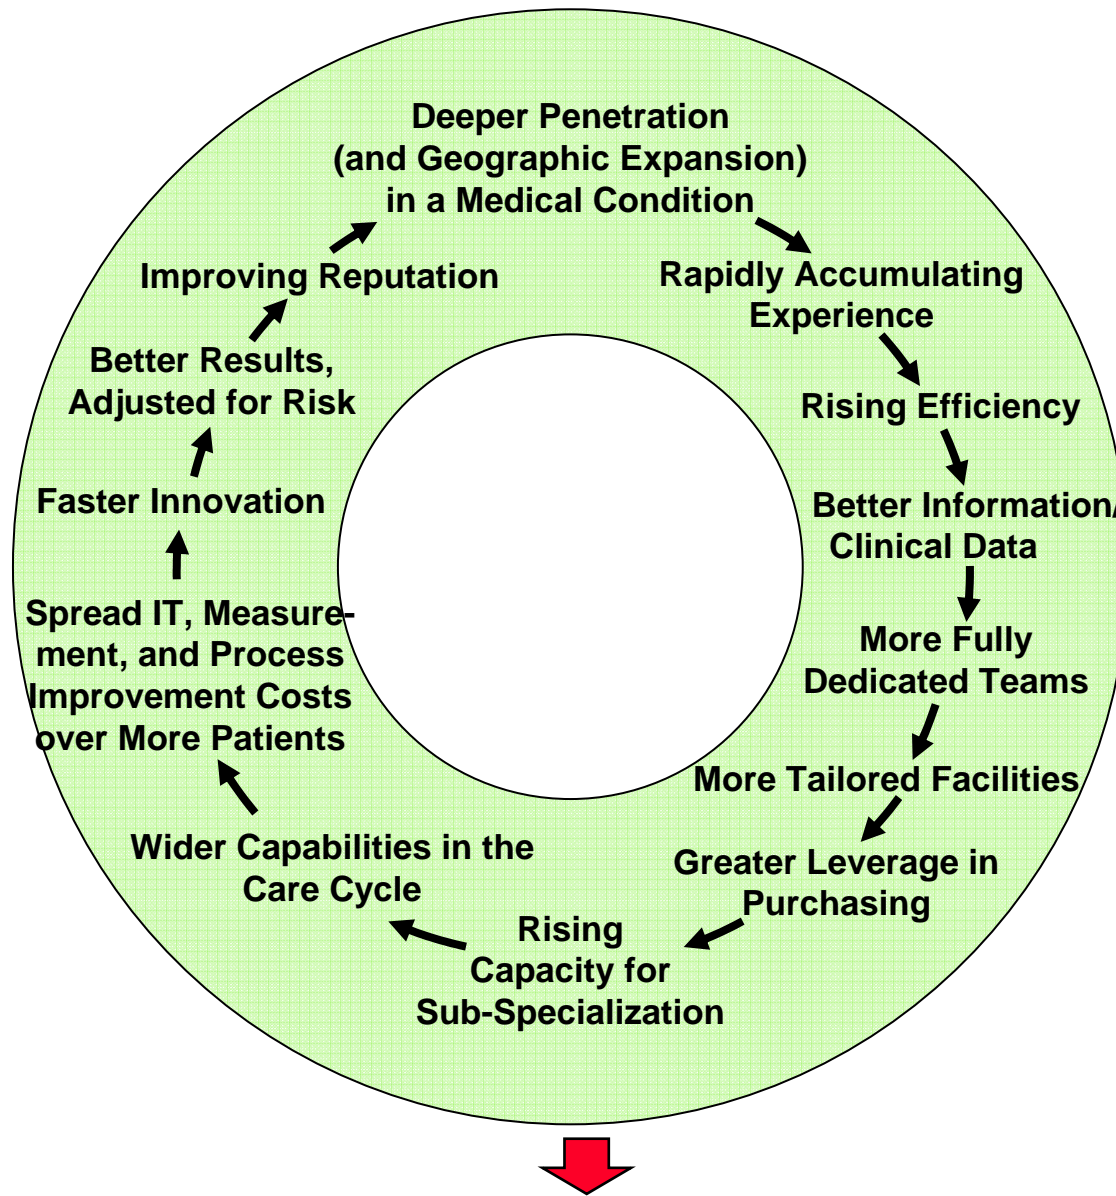 Deeper Penetration
(and Geographic Expansion)
in a Medical Condition
Rapidly Accumulating
Experience
Rising Efficiency
Better Information/
Clinical Data
More Fully
Dedicated Teams
More Tailored Facilities
Greater Leverage in
Purchasing
Rising
Capacity for
Sub-Specialization
Wider Capabilities in the
Care Cycle
Spread IT, Measure-
ment, and Process
Improvement Costs
over More Patients
Faster Innovation
Better Results,
Adjusted for Risk
Improving Reputation